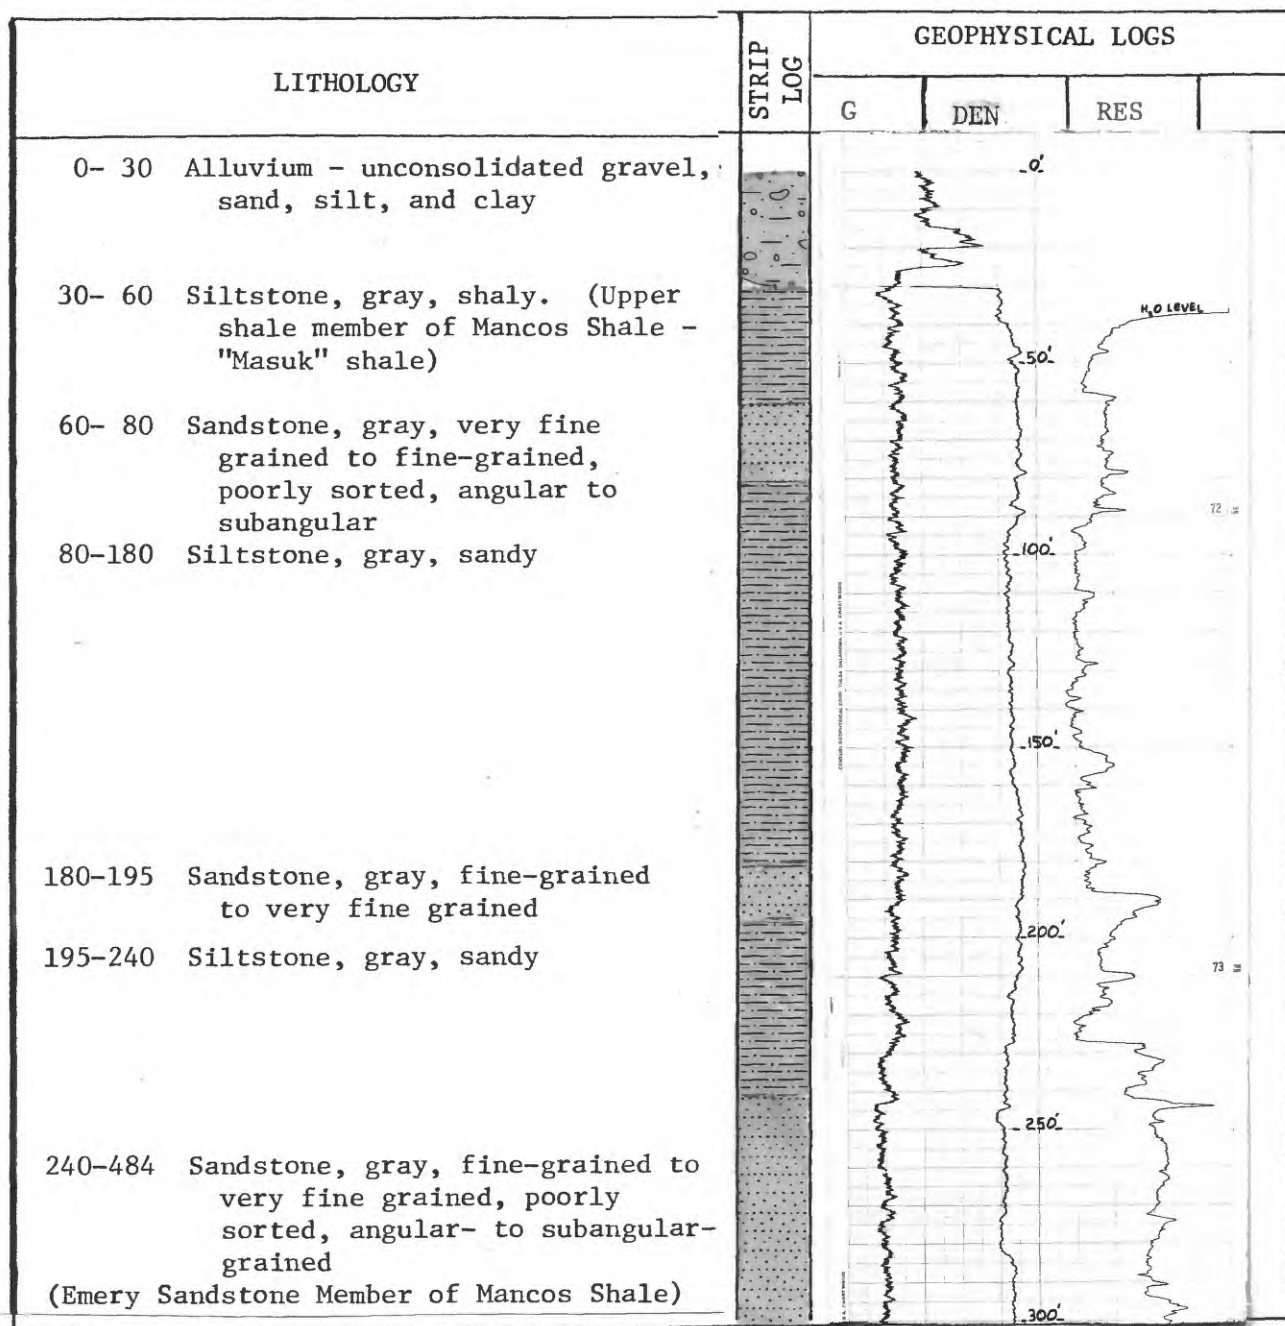 LITHOLOGY
STRIP LOG
GEOPHYSICAL LOGS
G DEN RES
0- 30 Alluvium - unconsolidated gravel,
sand, silt, and clay
30- 60 Siltstone, gray, shaly. (Upper
shale member of Mancos Shale -
"Masuk" shale)
60- 80 Sandstone, gray, very fine
grained to fine-grained,
poorly sorted, angular to
subangular
80-180 Siltstone, gray, sandy
180-195 Sandstone, gray, fine-grained
to very fine grained
195-240 Siltstone, gray, sandy
240-484 Sandstone, gray, fine-grained to
very fine grained, poorly
sorted, angular- to subangular-
grained
(Emery Sandstone Member of Mancos Shale)
0'
H₂O LEVEL
50'
72
100'
150'
200'
73
250'
300'